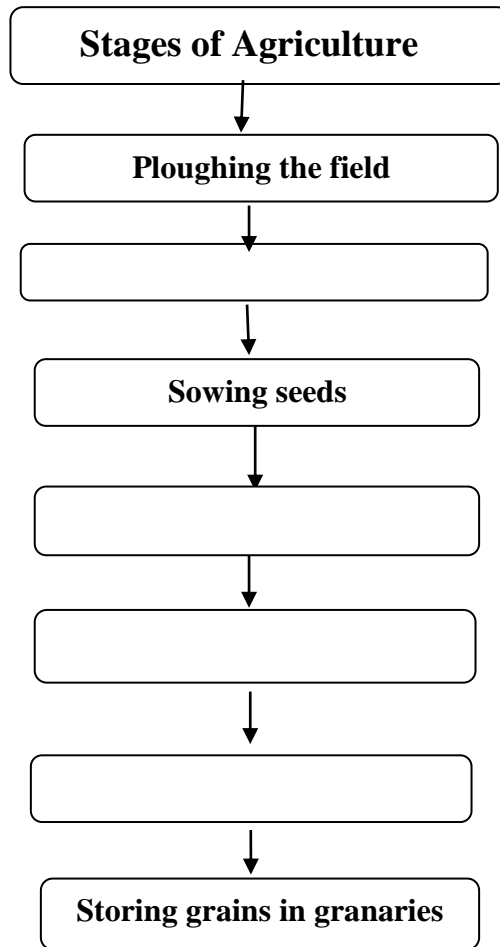 Stages of Agriculture
Ploughing the field
Sowing seeds
Storing grains in granaries